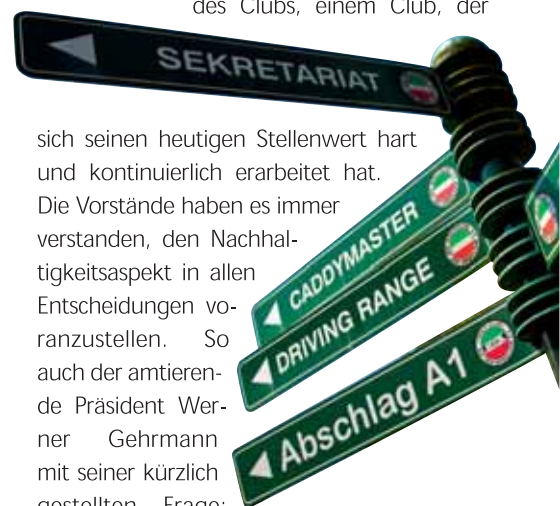 des Clubs, einem Club, der
SEKRETARIAT
sich seinen heutigen Stellenwert hart
und kontinuierlich erarbeitet hat.
Die Vorstände haben es immer
verstanden, den Nachhal-
tigkeitsaspekt in allen
Entscheidungen vo-
ranzustellen. So
auch der amtieren-
de Präsident Wer-
ner Gehrmann
mit seiner kürzlich
gestellten Frage:
CADDYMASTER
DRIVING RANGE
Abschlag A1